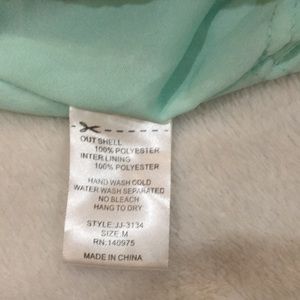 OUT SHELL
100% POLYESTER
INTER LINING
100% POLYESTER
HAND WASH COLD
WATER WASH SEPARATED
NO BLEACH
HANG TO DRY
STYLE:JJ-3134
SIZE:M
RN:140975
MADE IN CHINA